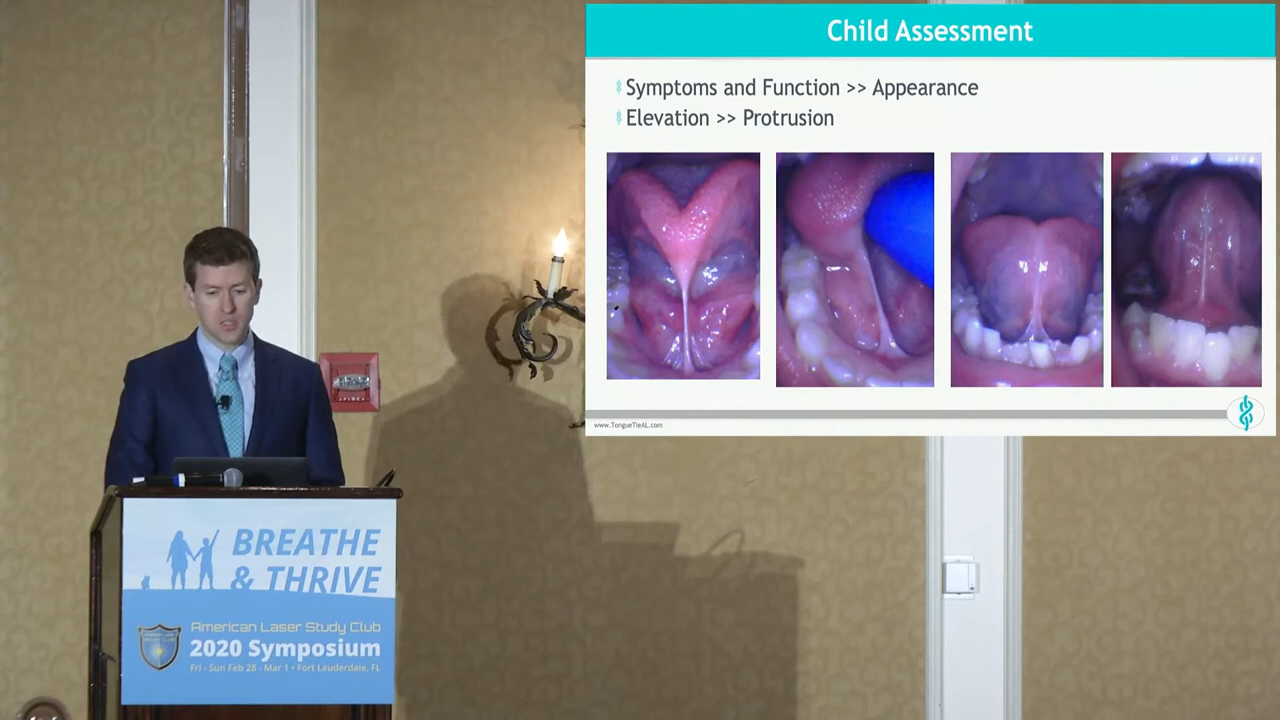 Child Assessment
Symptoms and Function >> Appearance
Elevation >> Protrusion
www.TongueTieAL.com
FIRE
BREATHE
& THRIVE
American Laser Study Club
2020 Symposium
Fri - Sun Feb 28 - Mar 1 • Fort Lauderdale, FL